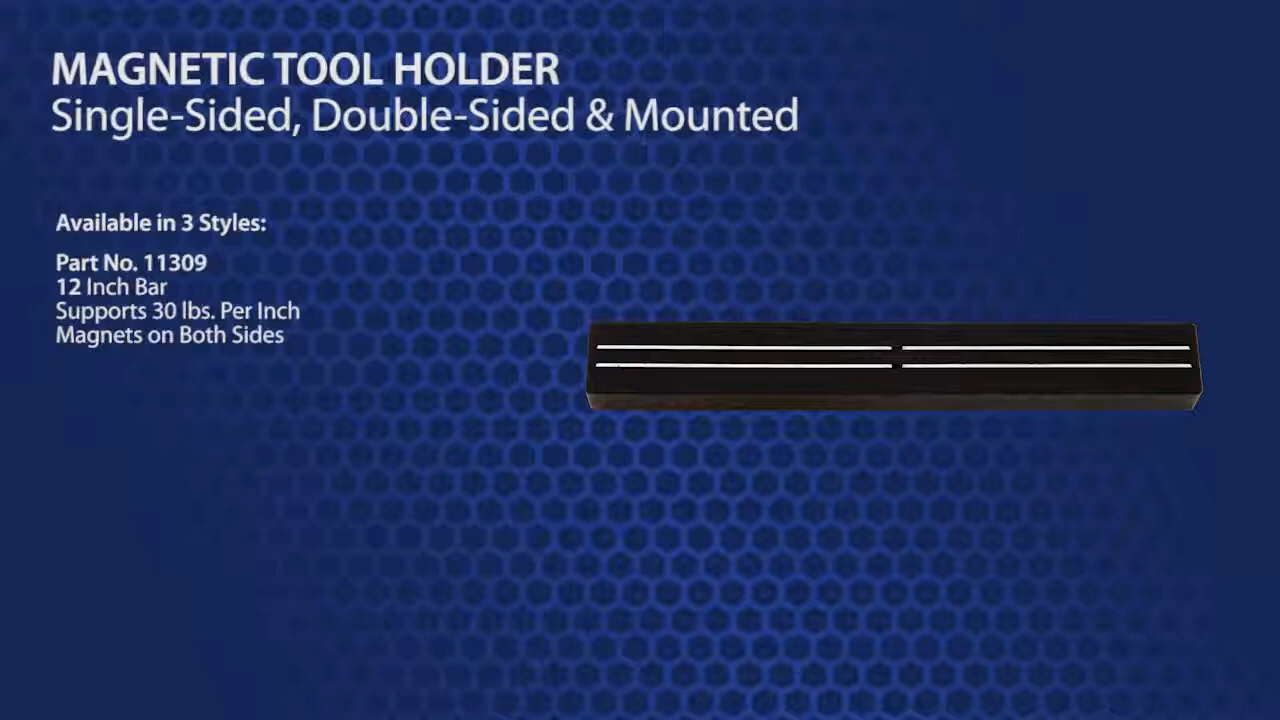 MAGNETIC TOOL HOLDER
Single-Sided, Double-Sided & Mounted
Available in 3 Styles:
Part No. 11309
12 Inch Bar
Supports 30 lbs. Per Inch
Magnets on Both Sides